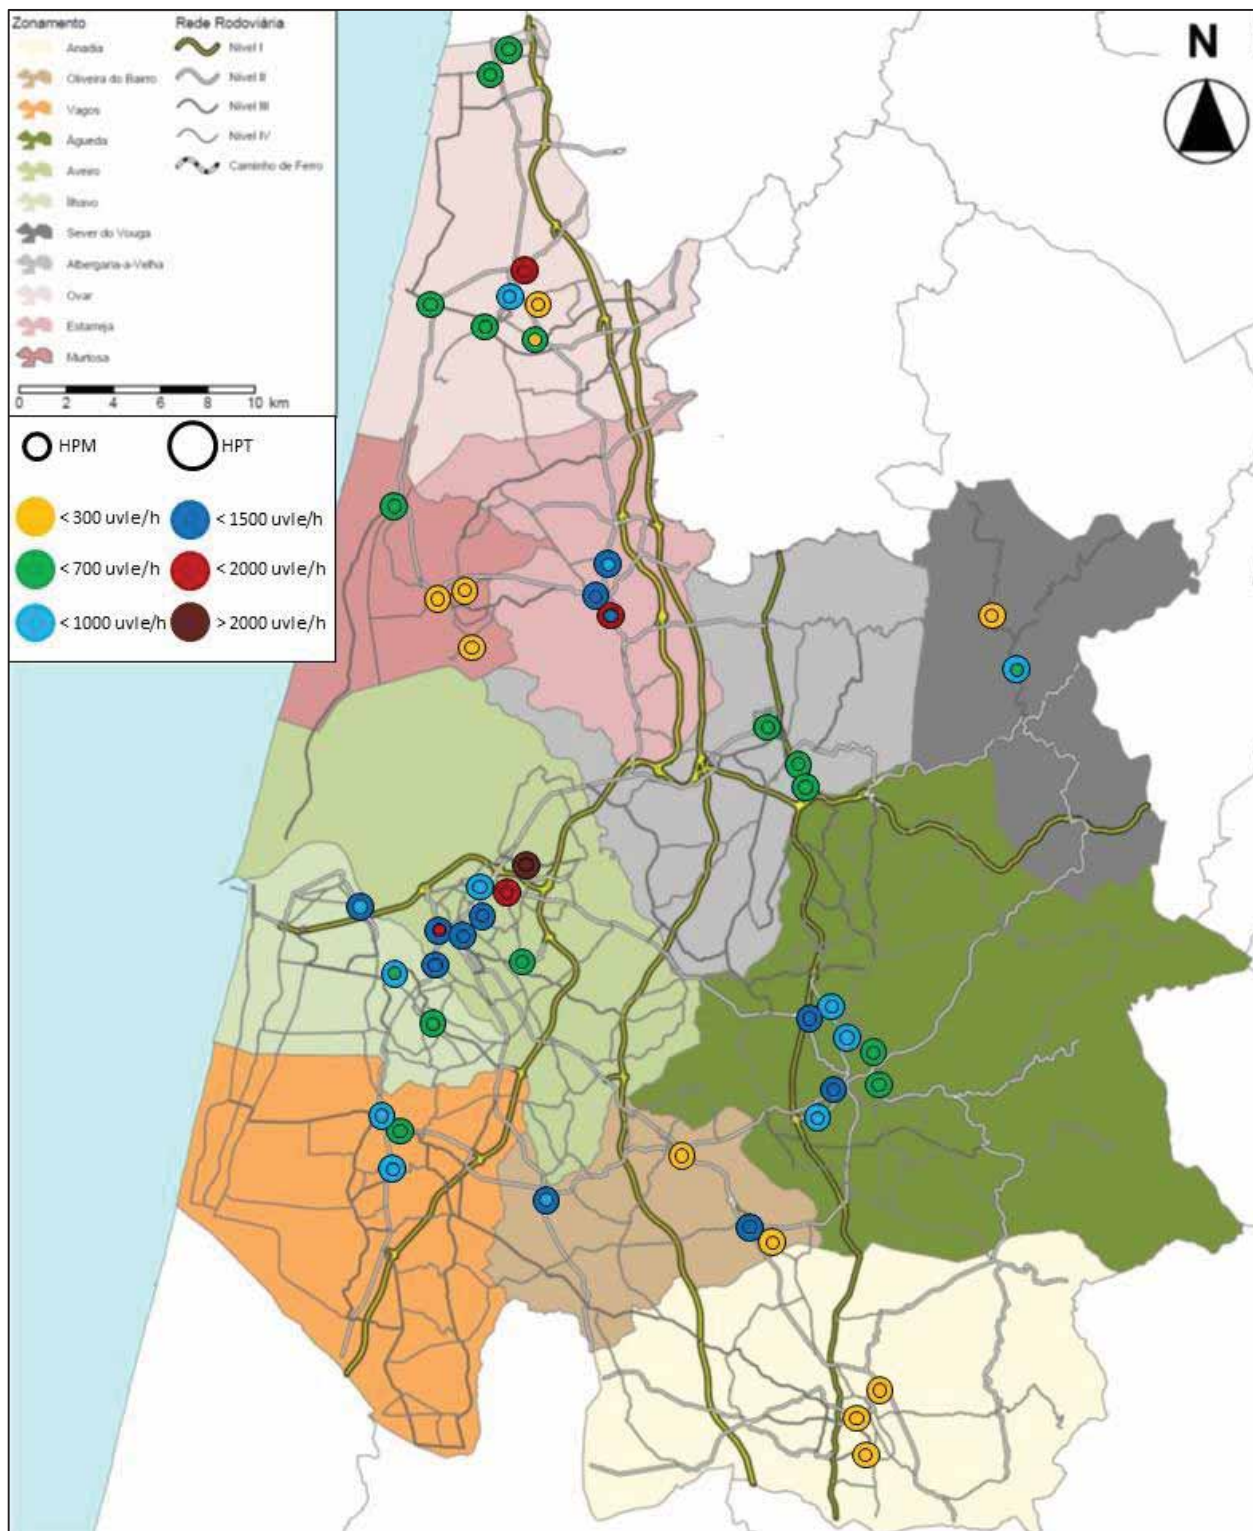 Zonamento
Anadia
Oliveira do Bairro
Vagos
Águeda
Aveiro
Ílhavo
Sever do Vouga
Albergaria-a-Velha
Ovar
Estarreja
Murtosa
Rede Rodoviária
Nível I
Nível II
Nível III
Nível IV
Caminho de Ferro
0 2 4 6 8 10 km
HPM HPT
< 300 uvle/h < 1500 uvle/h
< 700 uvle/h < 2000 uvle/h
< 1000 uvle/h > 2000 uvle/h
N